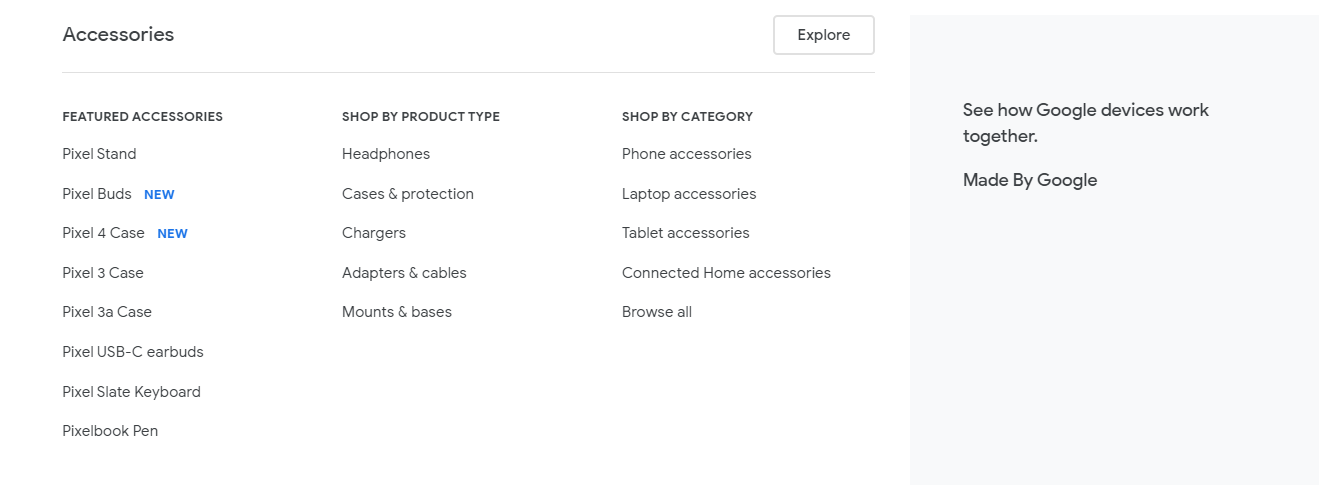 Accessories
Explore
FEATURED ACCESSORIES
Pixel Stand
Pixel Buds NEW
Pixel 4 Case NEW
Pixel 3 Case
Pixel 3a Case
Pixel USB-C earbuds
Pixel Slate Keyboard
Pixelbook Pen
SHOP BY PRODUCT TYPE
Headphones
Cases & protection
Chargers
Adapters & cables
Mounts & bases
SHOP BY CATEGORY
Phone accessories
Laptop accessories
Tablet accessories
Connected Home accessories
Browse all
See how Google devices work
together.
Made By Google